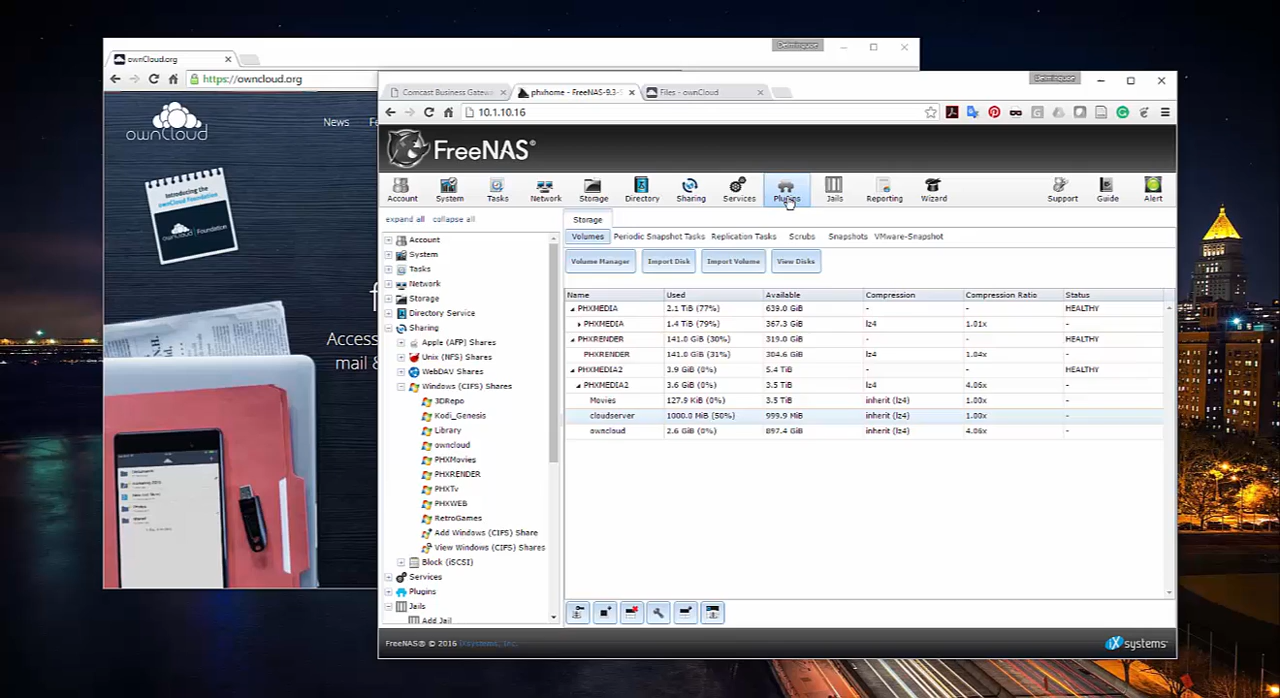 Delminquoe
ownCloud.org
https://owncloud.org
ownCloud
News
Introducing the
ownCloud Foundation
ownCloud Foundation
Access
mail &
Comcast Business Gatewa
phxhome - FreeNAS-9.3-
Files - ownCloud
10.1.10.16
FreeNAS®
Account
System
Tasks
Network
Storage
Directory
Sharing
Services
Plugins
Jails
Reporting
Wizard
Support
Guide
Alert
expand all
collapse all
Account
System
Tasks
Network
Storage
Directory Service
Sharing
Apple (AFP) Shares
Unix (NFS) Shares
WebDAV Shares
Windows (CIFS) Shares
3DRepo
Kodi_Genesis
Library
owncloud
PHXMovies
PHXRENDER
PHXTv
PHXWEB
RetroGames
Add Windows (CIFS) Share
View Windows (CIFS) Shares
Block (iSCSI)
Services
Plugins
Jails
Add Jail
Storage
Volumes Periodic Snapshot Tasks Replication Tasks Scrubs Snapshots VMware-Snapshot
Volume Manager Import Disk Import Volume View Disks
Name Used Available Compression Compression Ratio Status
PHXMEDIA 2.1 TiB (77%) 639.0 GiB - - HEALTHY
PHXMEDIA 1.4 TiB (79%) 367.3 GiB lz4 1.01x -
PHXRENDER 141.0 GiB (30%) 319.0 GiB - - HEALTHY
PHXRENDER 141.0 GiB (31%) 304.6 GiB lz4 1.04x -
PHXMEDIA2 3.9 GiB (0%) 5.4 TiB - - HEALTHY
PHXMEDIA2 3.6 GiB (0%) 3.5 TiB lz4 4.06x -
Movies 127.9 KiB (0%) 3.5 TiB inherit (lz4) 1.00x -
cloudserver 1000.0 MiB (50%) 999.9 MiB inherit (lz4) 1.00x -
owncloud 2.6 GiB (0%) 897.4 GiB inherit (lz4) 4.06x -
FreeNAS® © 2016 iXsystems, Inc.
iXsystems